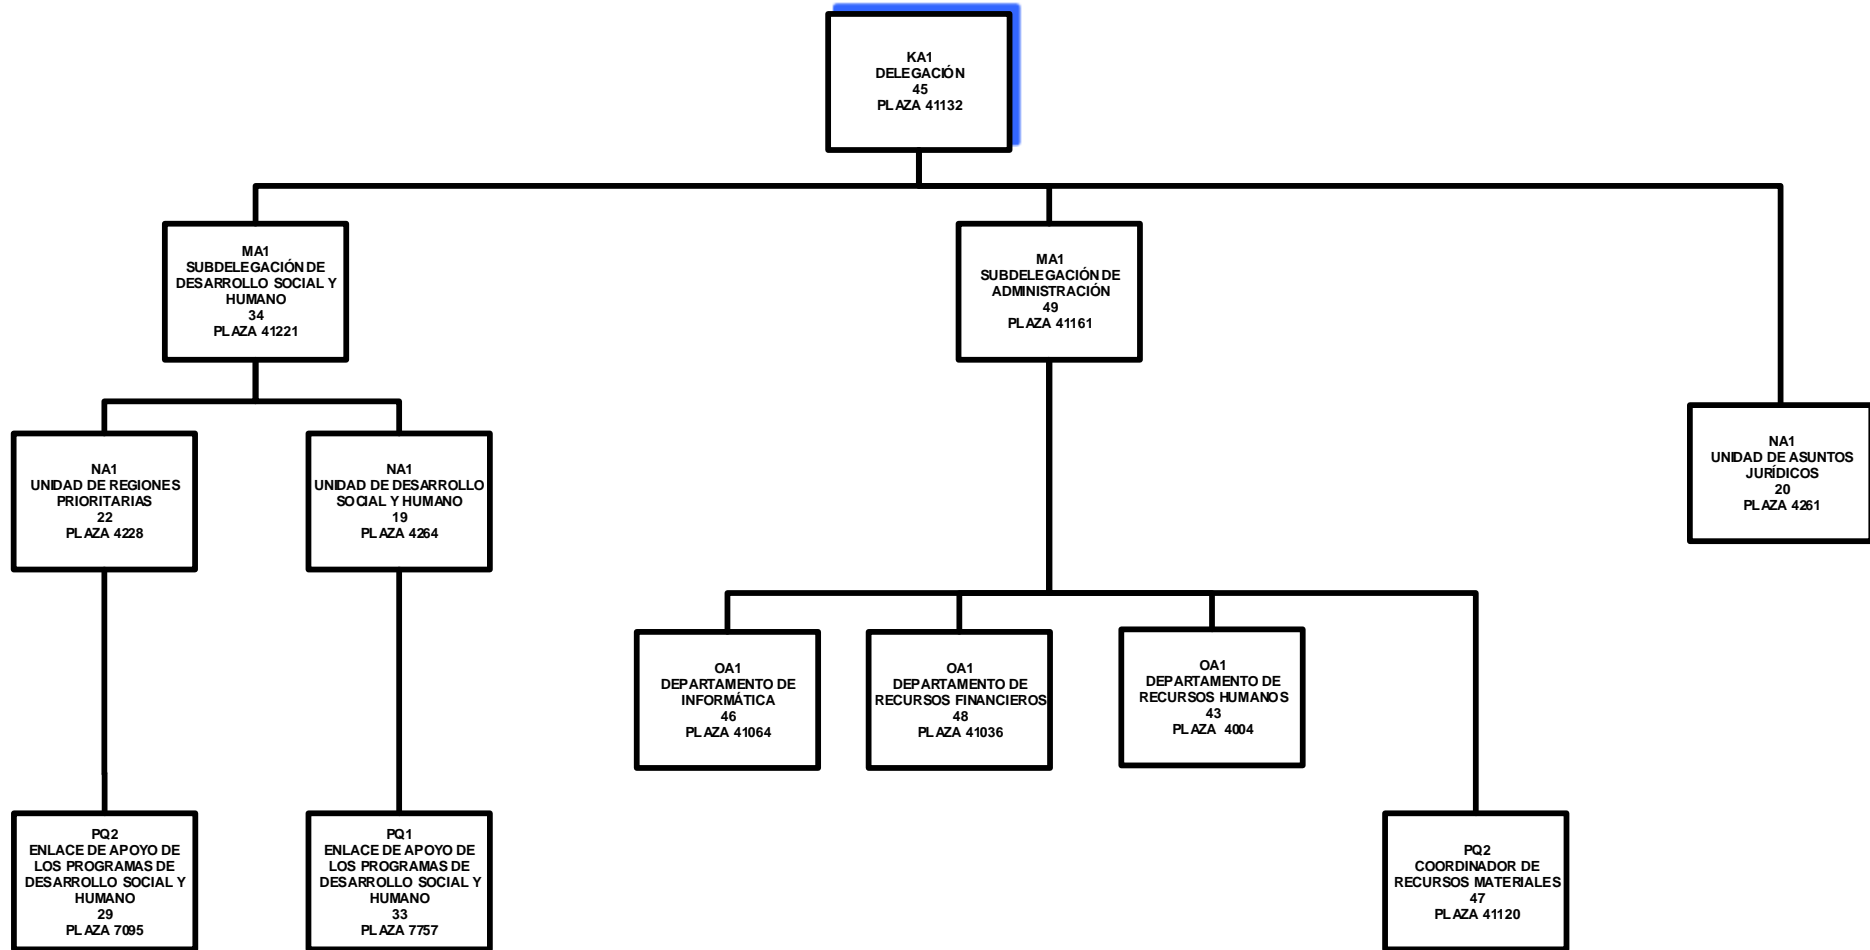 KA1
DELEGACIÓN
45
PLAZA 41132
MA1
SUBDELEGACIÓN DE
DESARROLLO SOCIAL Y
HUMANO
34
PLAZA 41221
MA1
SUBDELEGACIÓN DE
ADMINISTRACIÓN
49
PLAZA 41161
NA1
UNIDAD DE REGIONES
PRIORITARIAS
22
PLAZA 4228
NA1
UNIDAD DE DESARROLLO
SOCIAL Y HUMANO
19
PLAZA 4264
NA1
UNIDAD DE ASUNTOS
JURÍDICOS
20
PLAZA 4261
OA1
DEPARTAMENTO DE
INFORMÁTICA
46
PLAZA 41064
OA1
DEPARTAMENTO DE
RECURSOS FINANCIEROS
48
PLAZA 41036
OA1
DEPARTAMENTO DE
RECURSOS HUMANOS
43
PLAZA 4004
PQ2
ENLACE DE APOYO DE
LOS PROGRAMAS DE
DESARROLLO SOCIAL Y
HUMANO
29
PLAZA 7095
PQ1
ENLACE DE APOYO DE
LOS PROGRAMAS DE
DESARROLLO SOCIAL Y
HUMANO
33
PLAZA 7757
PQ2
COORDINADOR DE
RECURSOS MATERIALES
47
PLAZA 41120